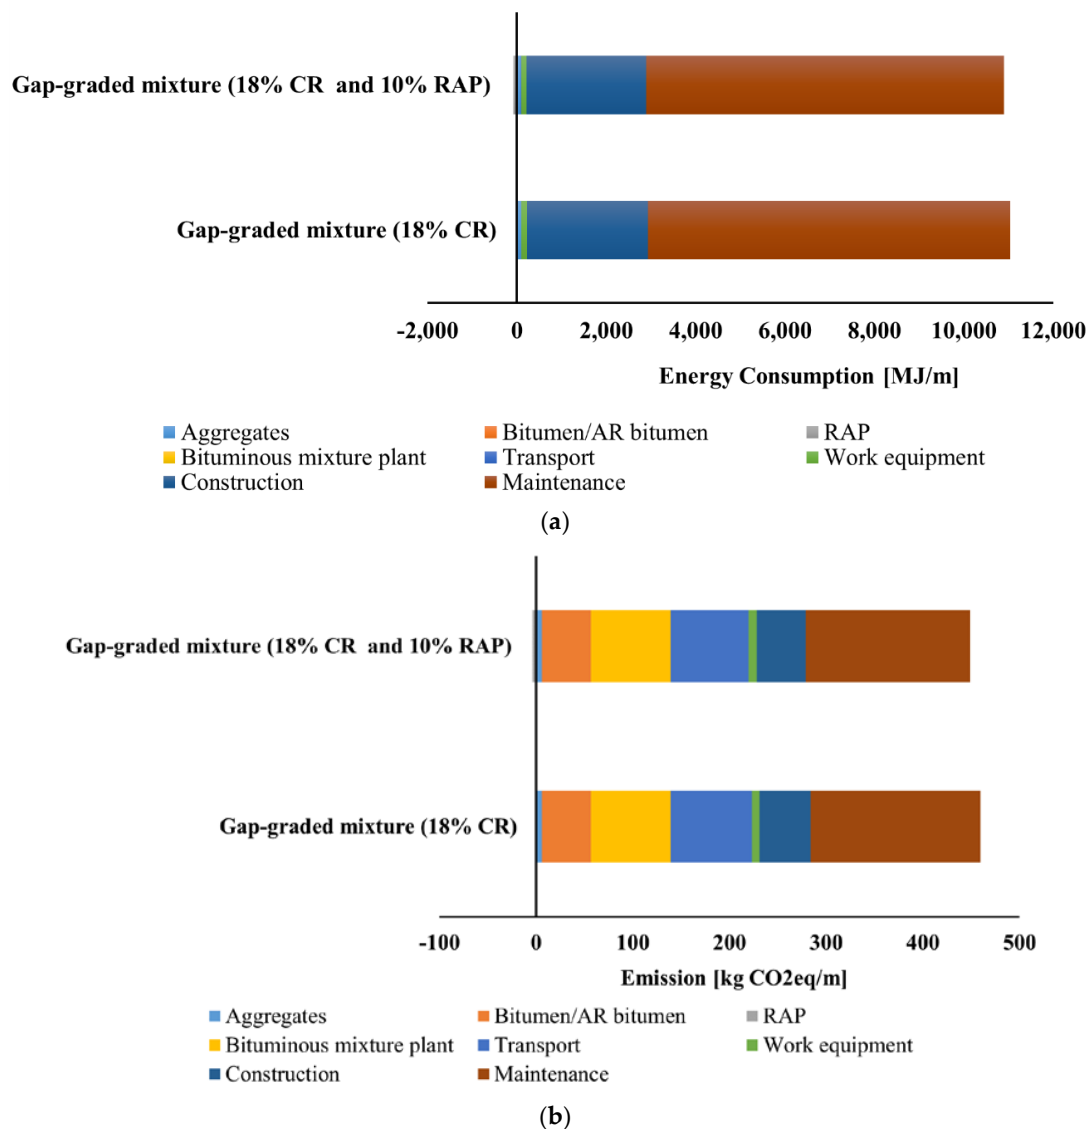 Gap-graded mixture (18% CR and 10% RAP)
Gap-graded mixture (18% CR)
-2,000 0 2,000 4,000 6,000 8,000 10,000 12,000
Energy Consumption [MJ/m]
Aggregates Bitumen/AR bitumen RAP
Bituminous mixture plant Transport Work equipment
Construction Maintenance
(a)
Gap-graded mixture (18% CR and 10% RAP)
Gap-graded mixture (18% CR)
-100 0 100 200 300 400 500
Emission [kg CO2eq/m]
Aggregates Bitumen/AR bitumen RAP
Bituminous mixture plant Transport Work equipment
Construction Maintenance
(b)